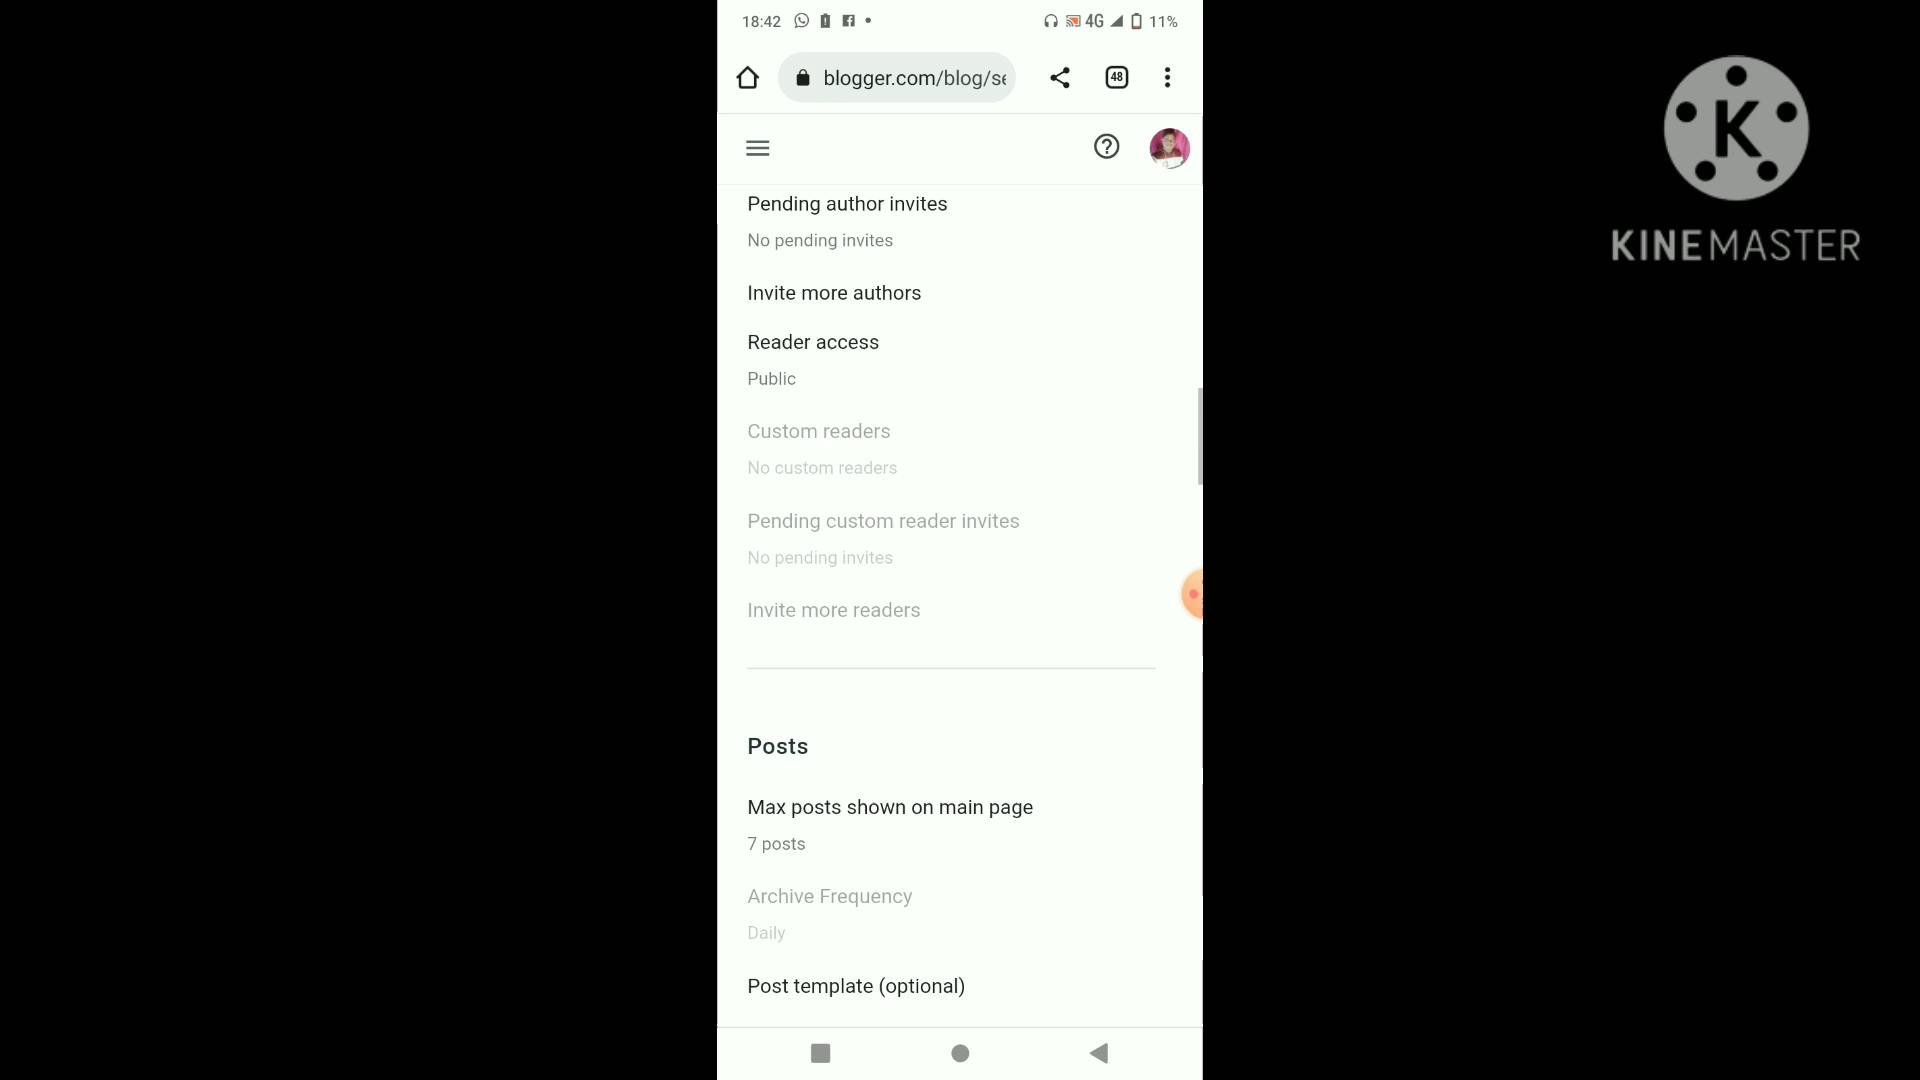 18:42 4G 11%
blogger.com/blog/se
48
K
KINEMASTER
Pending author invites
No pending invites
Invite more authors
Reader access
Public
Custom readers
No custom readers
Pending custom reader invites
No pending invites
Invite more readers
Posts
Max posts shown on main page
7 posts
Archive Frequency
Daily
Post template (optional)